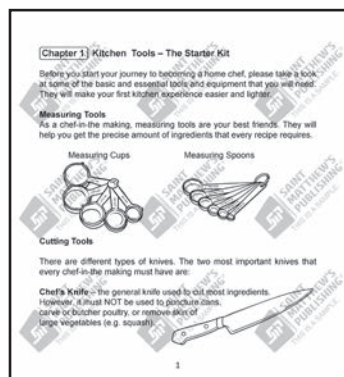 Chapter 1 Kitchen Tools – The Starter Kit
Before you start your journey to becoming a home chef, please take a look
at some of the basic and essential tools and equipment that you will need.
They will make your first kitchen experience easier and lighter.
Measuring Tools
As a chef-in-the making, measuring tools are your best friends. They will
help you get the precise amount of ingredients that every recipe requires.
Measuring Cups
Measuring Spoons
Cutting Tools
There are different types of knives. The two most important knives that
every chef-in-the making must have are:
Chef's Knife – the general knife used to cut most ingredients.
However, it must NOT be used to puncture cans,
carve or butcher poultry, or remove skin of
large vegetables (e.g. squash).
1
SAINT
MATTHEW'S
PUBLISHING
THIS IS A SAMPLE